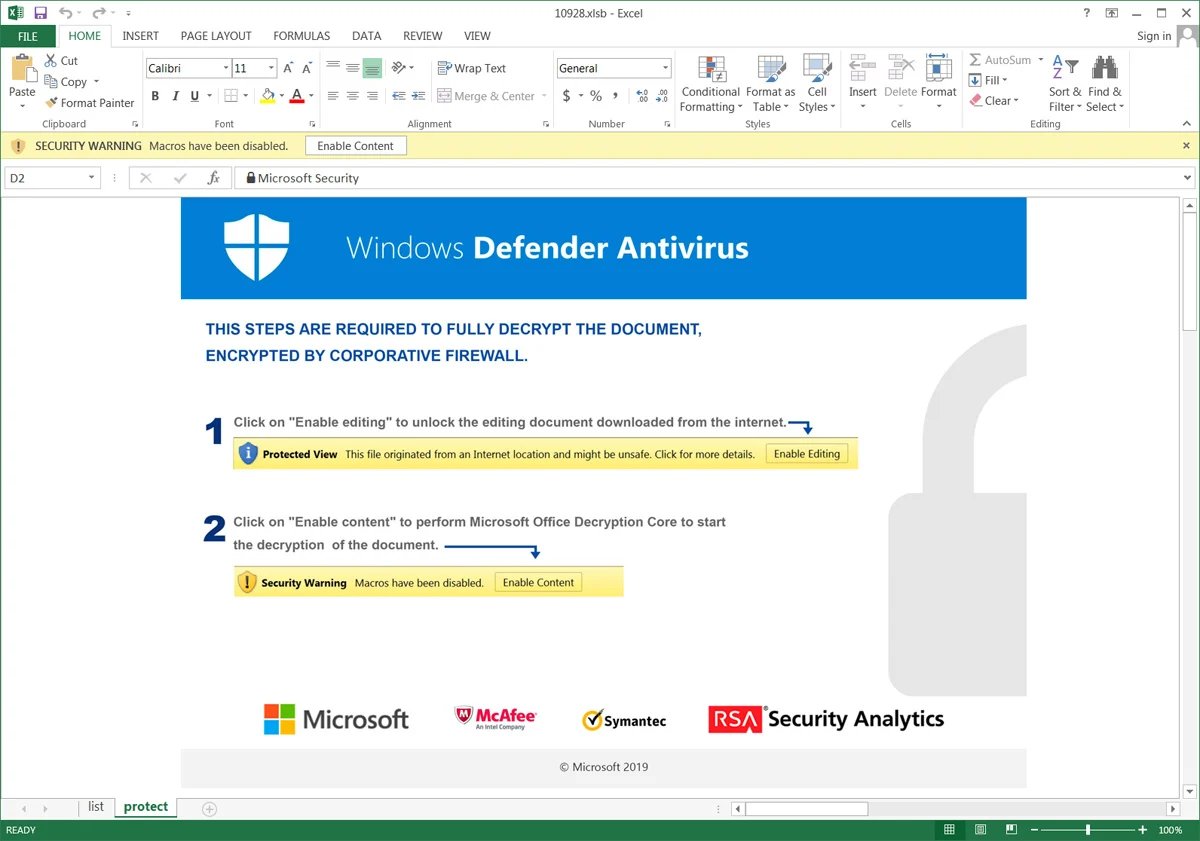 10928.xlsb - Excel
?
FILE HOME INSERT PAGE LAYOUT FORMULAS DATA REVIEW VIEW Sign in
Paste
Cut
Copy
Format Painter
Clipboard
Calibri 11 A A
B I U A
Font
Wrap Text
Merge & Center
Alignment
General
$ % ,
Number
Conditional Formatting
Format as Table
Cell Styles
Styles
Insert Delete Format
Cells
AutoSum
Fill
Clear
Sort & Filter
Find & Select
Editing
SECURITY WARNING Macros have been disabled. Enable Content
D2 fx Microsoft Security
Windows Defender Antivirus
THIS STEPS ARE REQUIRED TO FULLY DECRYPT THE DOCUMENT,
ENCRYPTED BY CORPORATIVE FIREWALL.
1 Click on "Enable editing" to unlock the editing document downloaded from the internet.
Protected View This file originated from an Internet location and might be unsafe. Click for more details. Enable Editing
2 Click on "Enable content" to perform Microsoft Office Decryption Core to start
the decryption of the document.
Security Warning Macros have been disabled. Enable Content
Microsoft McAfee An Intel Company Symantec RSA Security Analytics
© Microsoft 2019
list protect
READY 100%